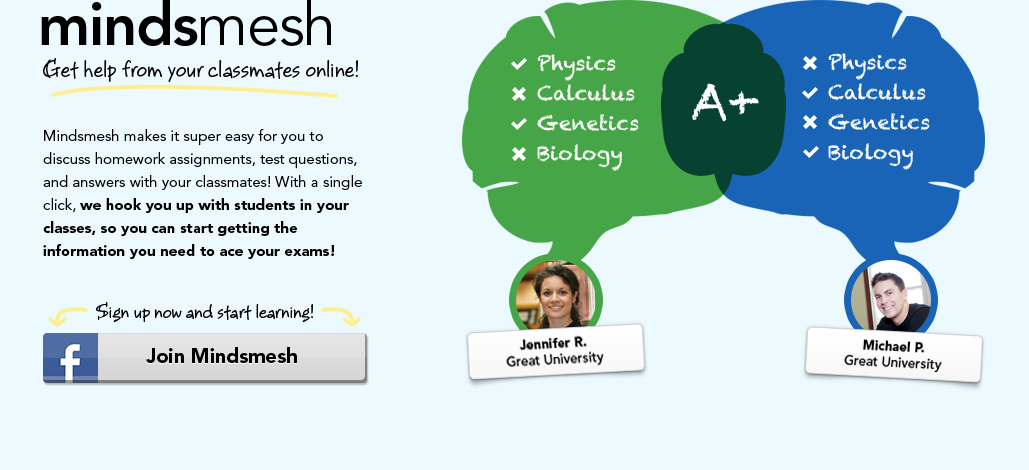 mindsmesh
Get help from your classmates online!
Mindsmesh makes it super easy for you to
discuss homework assignments, test questions,
and answers with your classmates! With a single
click, we hook you up with students in your
classes, so you can start getting the
information you need to ace your exams!
Sign up now and start learning!
f
Join Mindsmesh
✓ Physics
✖ Calculus
✓ Genetics
✖ Biology
A+
✖ Physics
✓ Calculus
✖ Genetics
✓ Biology
Jennifer R.
Great University
Michael P.
Great University